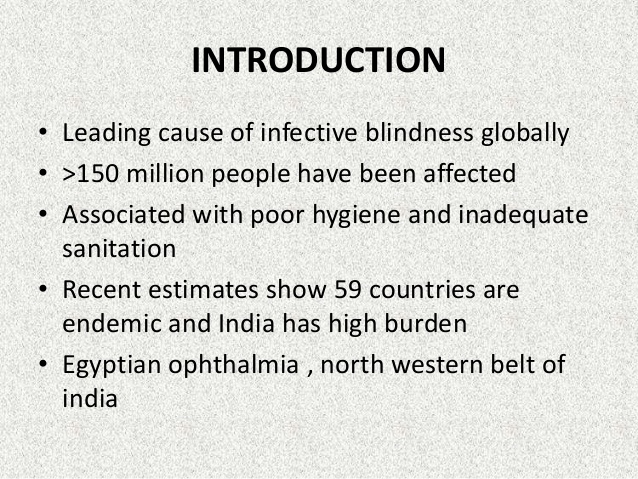 INTRODUCTION
• Leading cause of infective blindness globally
• >150 million people have been affected
• Associated with poor hygiene and inadequate
sanitation
• Recent estimates show 59 countries are
endemic and India has high burden
• Egyptian ophthalmia , north western belt of
india